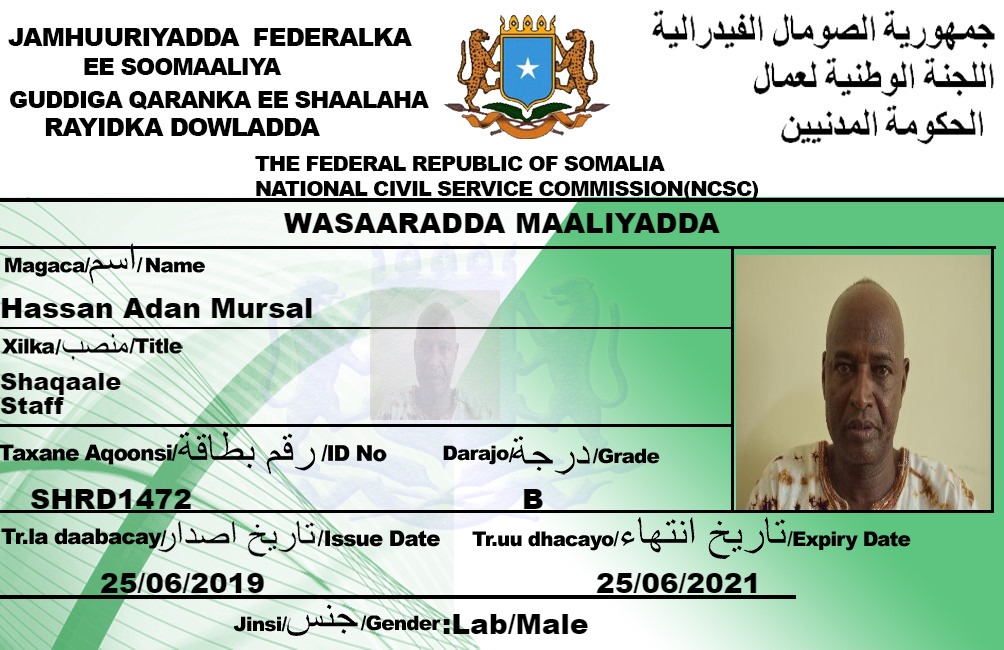 JAMHUURIYADDA FEDERALKA
EE SOOMAALIYA
GUDDIGA QARANKA EE SHAALAHA
RAYIDKA DOWLADDA
جمهورية الصومال الفيدرالية
اللجنة الوطنية لعمال
الحكومة المدنيين
THE FEDERAL REPUBLIC OF SOMALIA
NATIONAL CIVIL SERVICE COMMISSION(NCSC)
WASAARADDA MAALIYADDA
Magaca/اسم/Name
Hassan Adan Mursal
Xilka/منصب/Title
Shaqaale
Staff
Taxane Aqoonsi/رقم بطاقة/ID No
Darajo/درجة/Grade
SHRD1472
B
Tr.la daabacay/تاريخ اصدار/Issue Date
Tr.uu dhacayo/تاريخ انتهاء/Expiry Date
25/06/2019
25/06/2021
Jinsi/جنس/Gender:Lab/Male